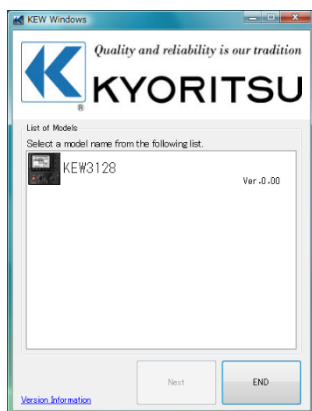 KEW Windows
Quality and reliability is our tradition
KYORITSU
®
List of Models
Select a model name from the following list.
KEW3128
Ver.0.00
Next
END
Version Information